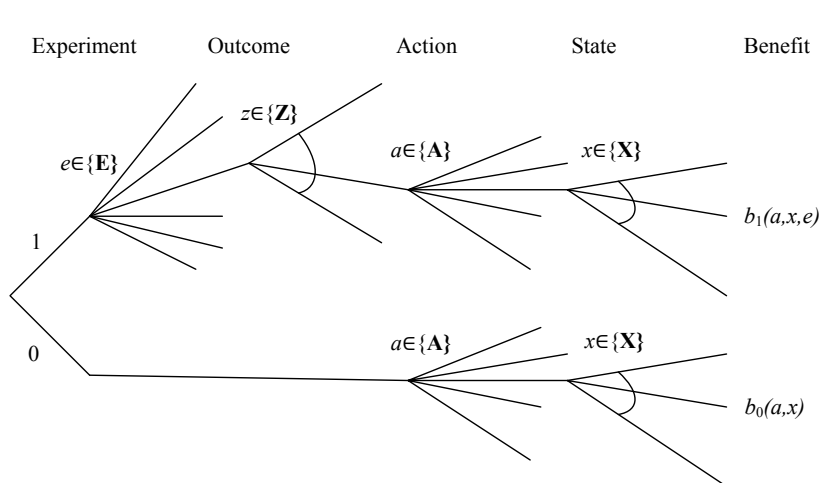 Experiment Outcome Action State Benefit
z∈{Z}
e∈{E} a∈{A} x∈{X}
b₁(a,x,e)
1
a∈{A} x∈{X}
0
b₀(a,x)